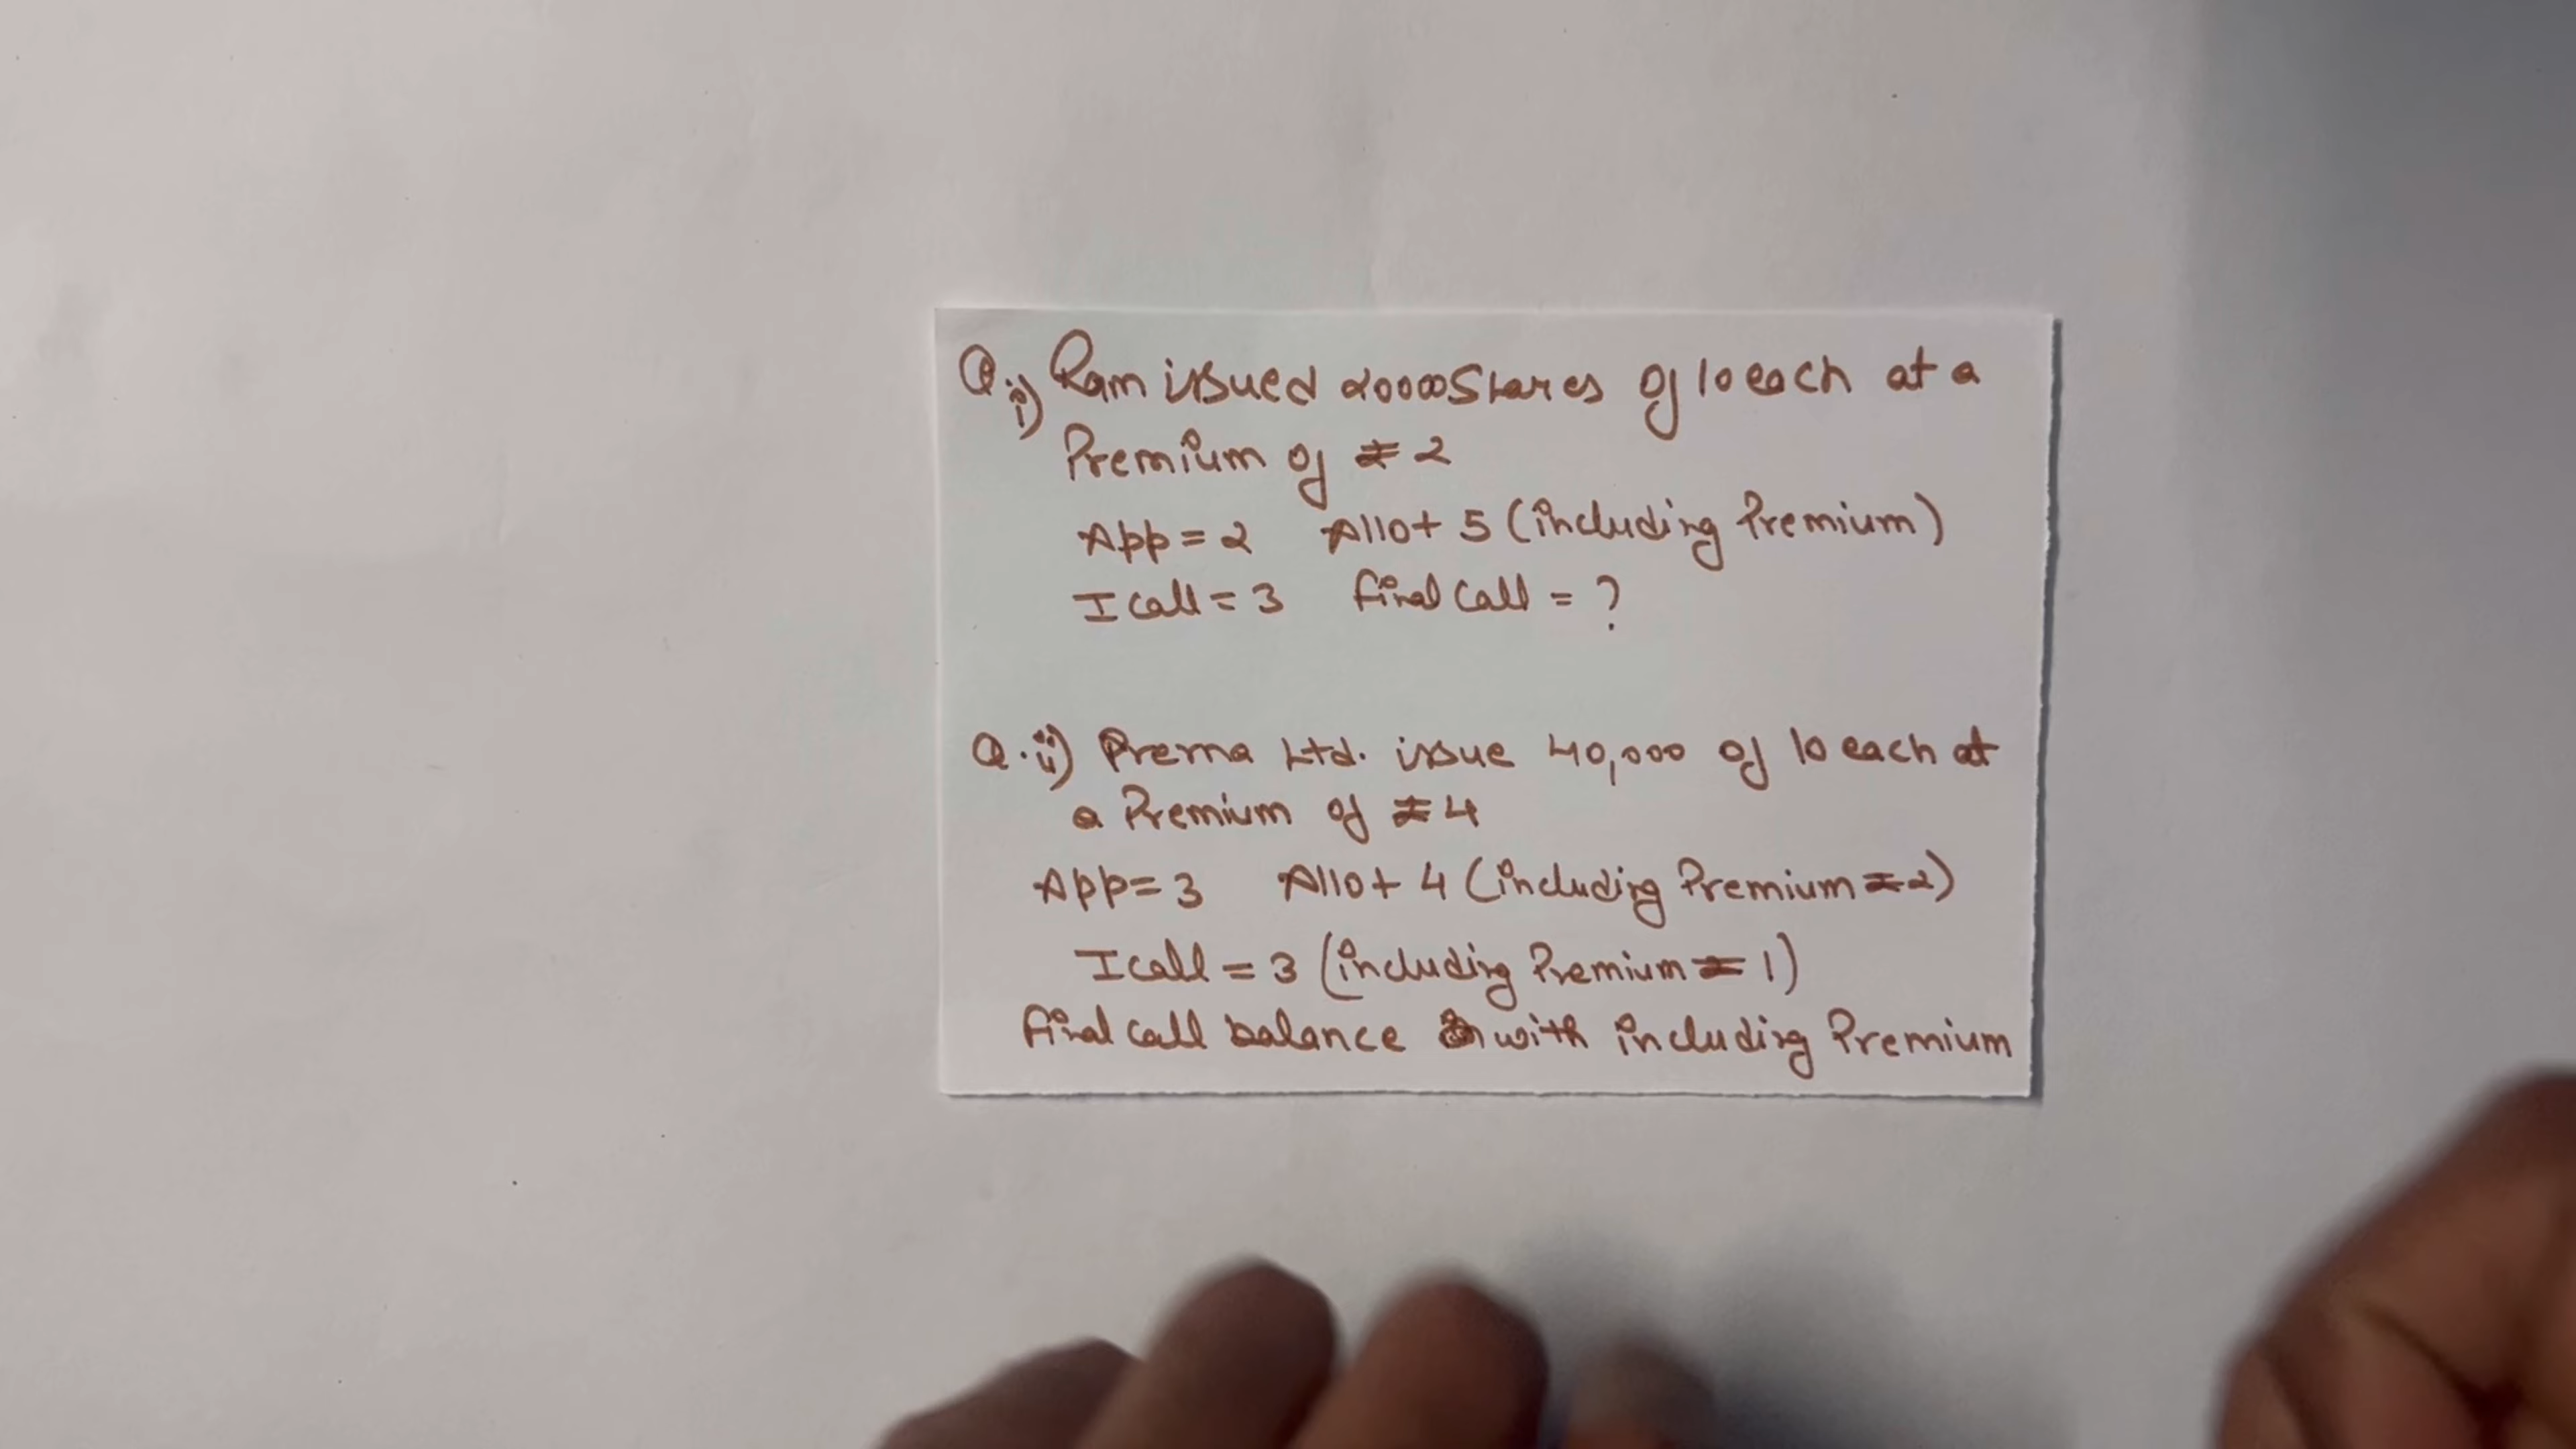 Q.i) Ram issued 20000 Shares of 10 each at a
Premium of ₹ 2
App = 2 Allot 5 (including Premium)
I call = 3 final call = ?
Q.ii) Prema Ltd. issue 40,000 of 10 each at
a Premium of ₹ 4
App = 3 Allot 4 (including Premium ₹ 2)
I call = 3 (including Premium ₹ 1)
final call balance with including Premium